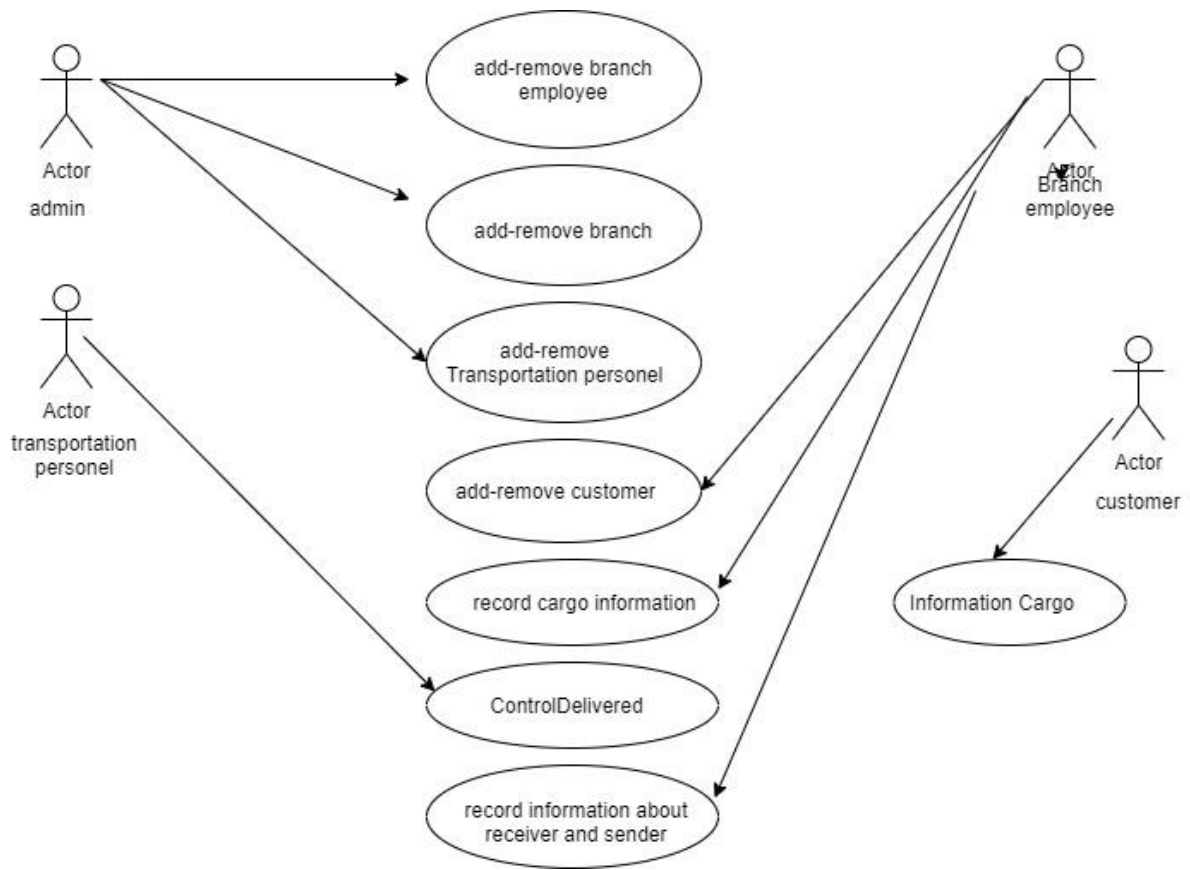 add-remove branch
employee
Actor
admin
Actor
Branch
employee
add-remove branch
add-remove
Transportation personel
Actor
transportation
personel
add-remove customer
Actor
customer
record cargo information
Information Cargo
ControlDelivered
record information about
receiver and sender